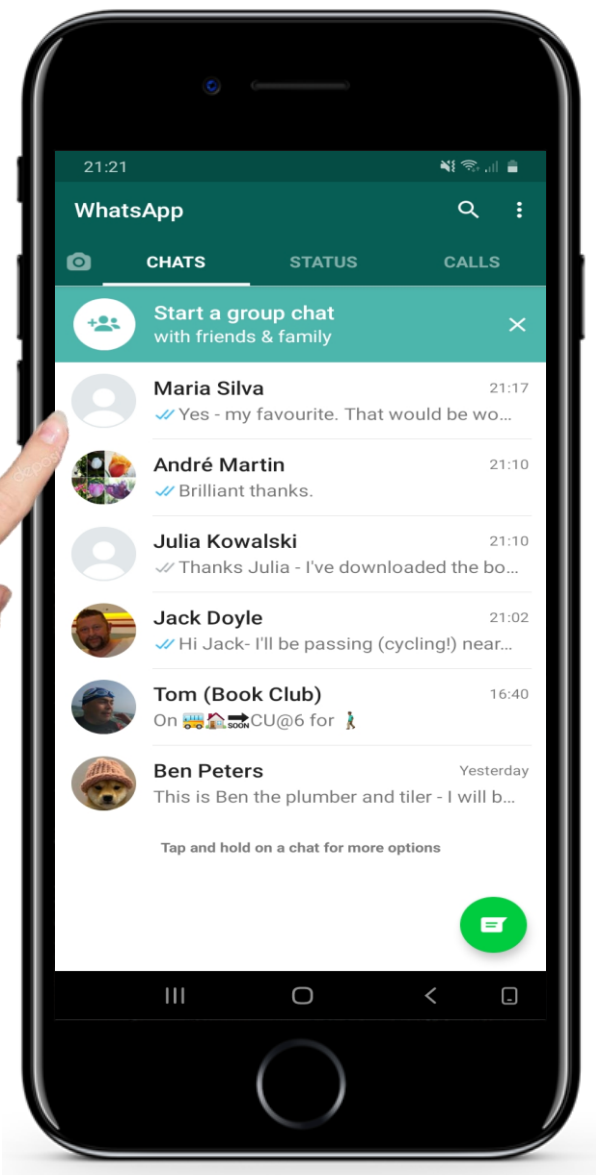 21:21
WhatsApp
CHATS STATUS CALLS
Start a group chat
with friends & family
Maria Silva 21:17
Yes - my favourite. That would be wo...
André Martin 21:10
Brilliant thanks.
Julia Kowalski 21:10
Thanks Julia - I've downloaded the bo...
Jack Doyle 21:02
Hi Jack- I'll be passing (cycling!) near...
Tom (Book Club) 16:40
On 🚌🏠🔜CU@6 for 🚶
Ben Peters Yesterday
This is Ben the plumber and tiler - I will b...
Tap and hold on a chat for more options